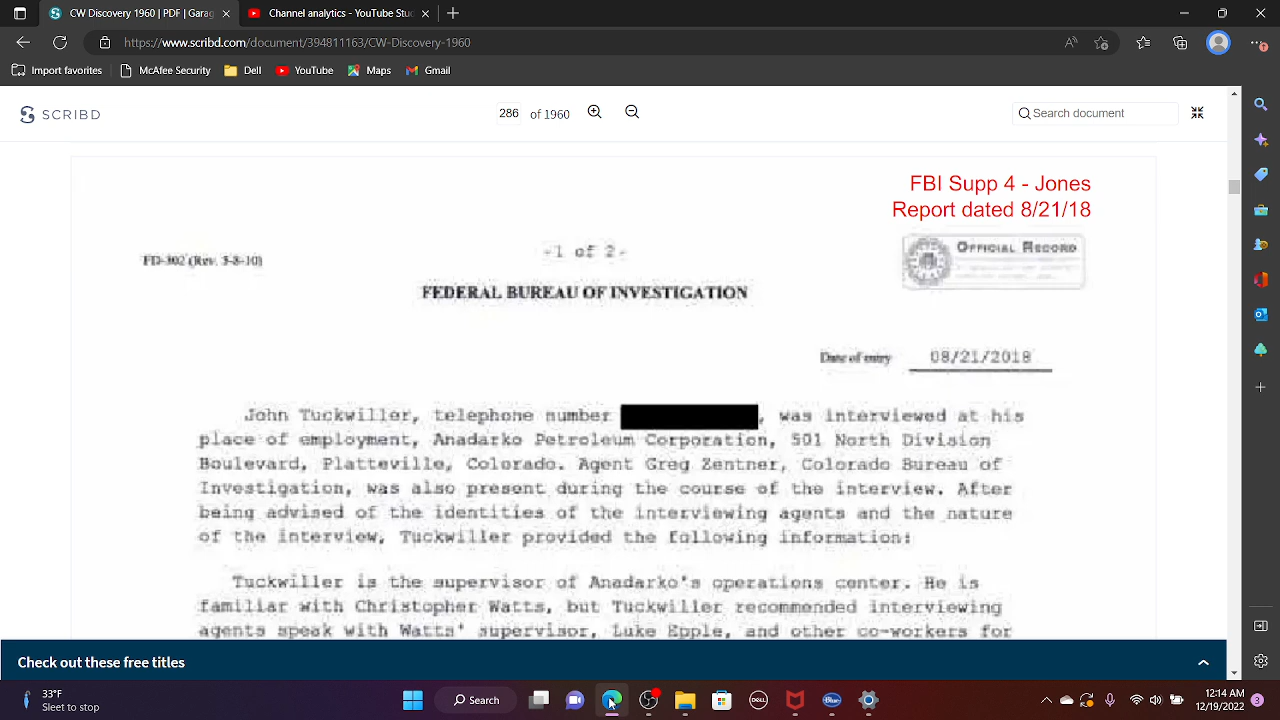 CW Discovery 1960 | PDF | Garag
Channel analytics - YouTube Stud
https://www.scribd.com/document/394811163/CW-Discovery-1960
Import favorites
McAfee Security
Dell
YouTube
Maps
Gmail
SCRIBD
286 of 1960
Search document
FBI Supp 4 - Jones
Report dated 8/21/18
FD-302 (Rev. 5-8-10)
-1 of 2-
OFFICIAL RECORD
FEDERAL BUREAU OF INVESTIGATION
Date of entry 08/21/2018
John Tuckwiller, telephone number , was interviewed at his
place of employment, Anadarko Petroleum Corporation, 501 North Division
Boulevard, Platteville, Colorado. Agent Greg Zentner, Colorado Bureau of
Investigation, was also present during the course of the interview. After
being advised of the identities of the interviewing agents and the nature
of the interview, Tuckwiller provided the following information:
Tuckwiller is the supervisor of Anadarko's operations center. He is
familiar with Christopher Watts, but Tuckwiller recommended interviewing
agents speak with Watts' supervisor, Luke Epple, and other co-workers for
Check out these free titles
33°F
Sleet to stop
Search
DELL
Blue
12:14 AM
12/19/2022
3